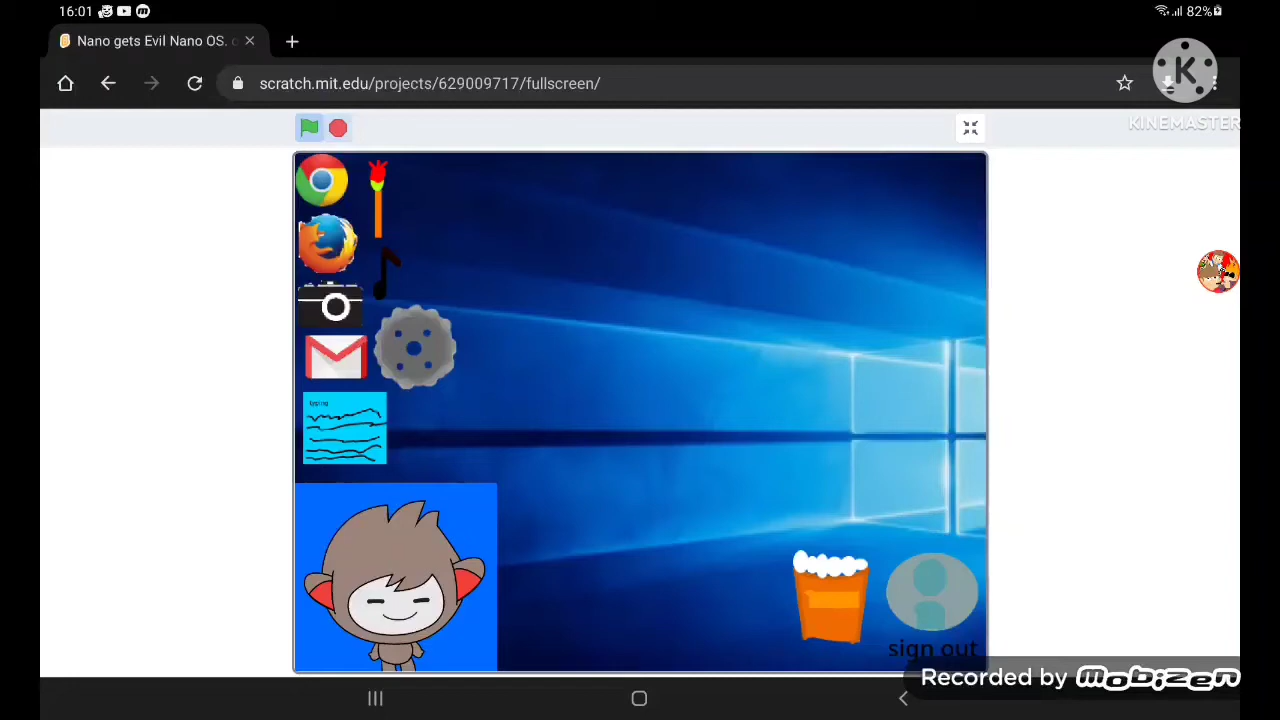 16:01
82%
Nano gets Evil Nano OS.
scratch.mit.edu/projects/629009717/fullscreen/
K
KINEMASTER
typing
sign out
Recorded by mobizen